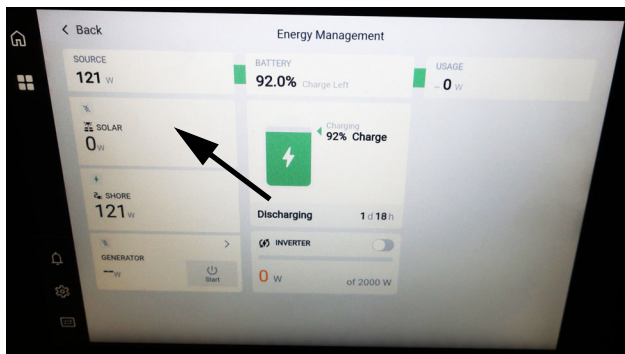 Back
Energy Management
SOURCE
121 W
BATTERY
92.0% Charge Left
USAGE
– 0 W
SOLAR
0 W
Charging
92% Charge
SHORE
121 W
Discharging 1 d 18 h
GENERATOR
-- W
Start
INVERTER
0 W of 2000 W